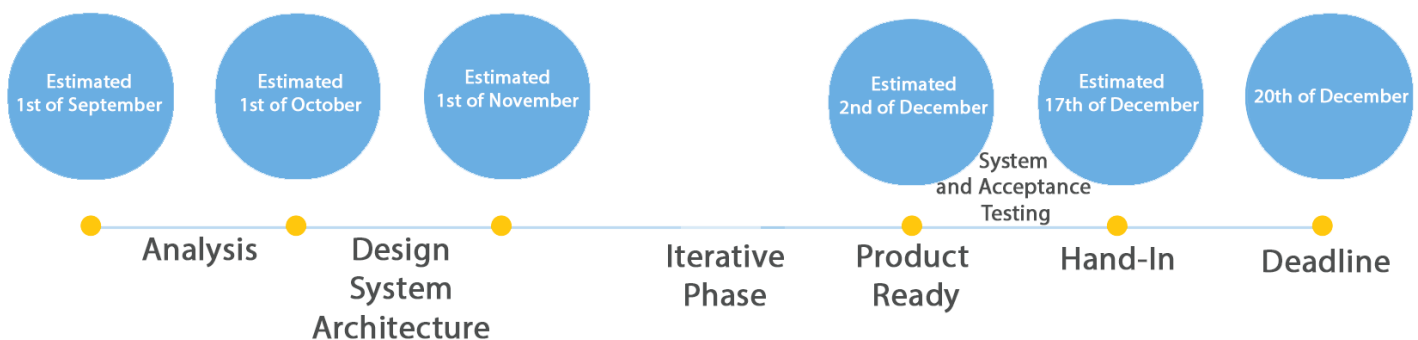 Estimated
1st of September
Estimated
1st of October
Estimated
1st of November
Estimated
2nd of December
Estimated
17th of December
20th of December
System
and Acceptance
Testing
Analysis
Design
System
Architecture
Iterative
Phase
Product
Ready
Hand-In
Deadline